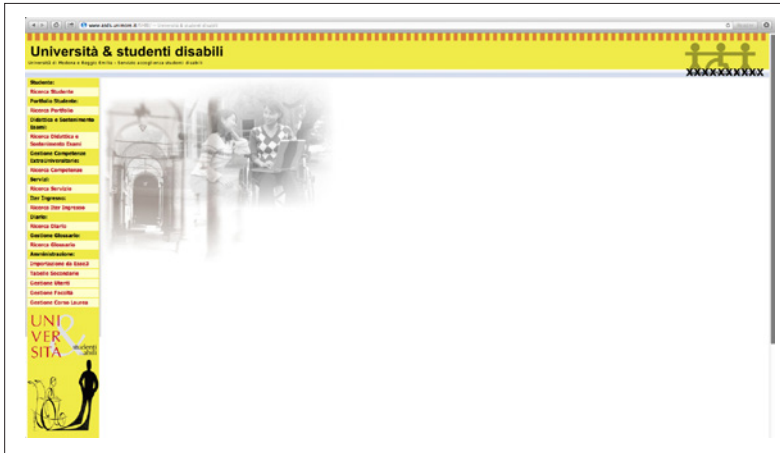 Università & studenti disabili
Università di Modena e Reggio Emilia - Servizio accoglienza studenti disabili
XXXXXXXXXX
Studente:
Ricerca Studente
Portfolio Studente:
Ricerca Portfolio
Didattica e Sostenimento
Esami:
Ricerca Didattica e
Sostenimento Esami
Gestione Competenze
ExtraUniversitarie:
Ricerca Competenze
Servizi:
Ricerca Servizio
Iter Ingresso:
Ricerca Iter Ingresso
Diario:
Ricerca Diario
Gestione Glossario:
Ricerca Glossario
Amministrazione:
Importazione da Esse3
Tabelle Secondarie
Gestione Utenti
Gestione Facoltà
Gestione Corso Laurea
UNI
VER
SITÀ
&
studenti